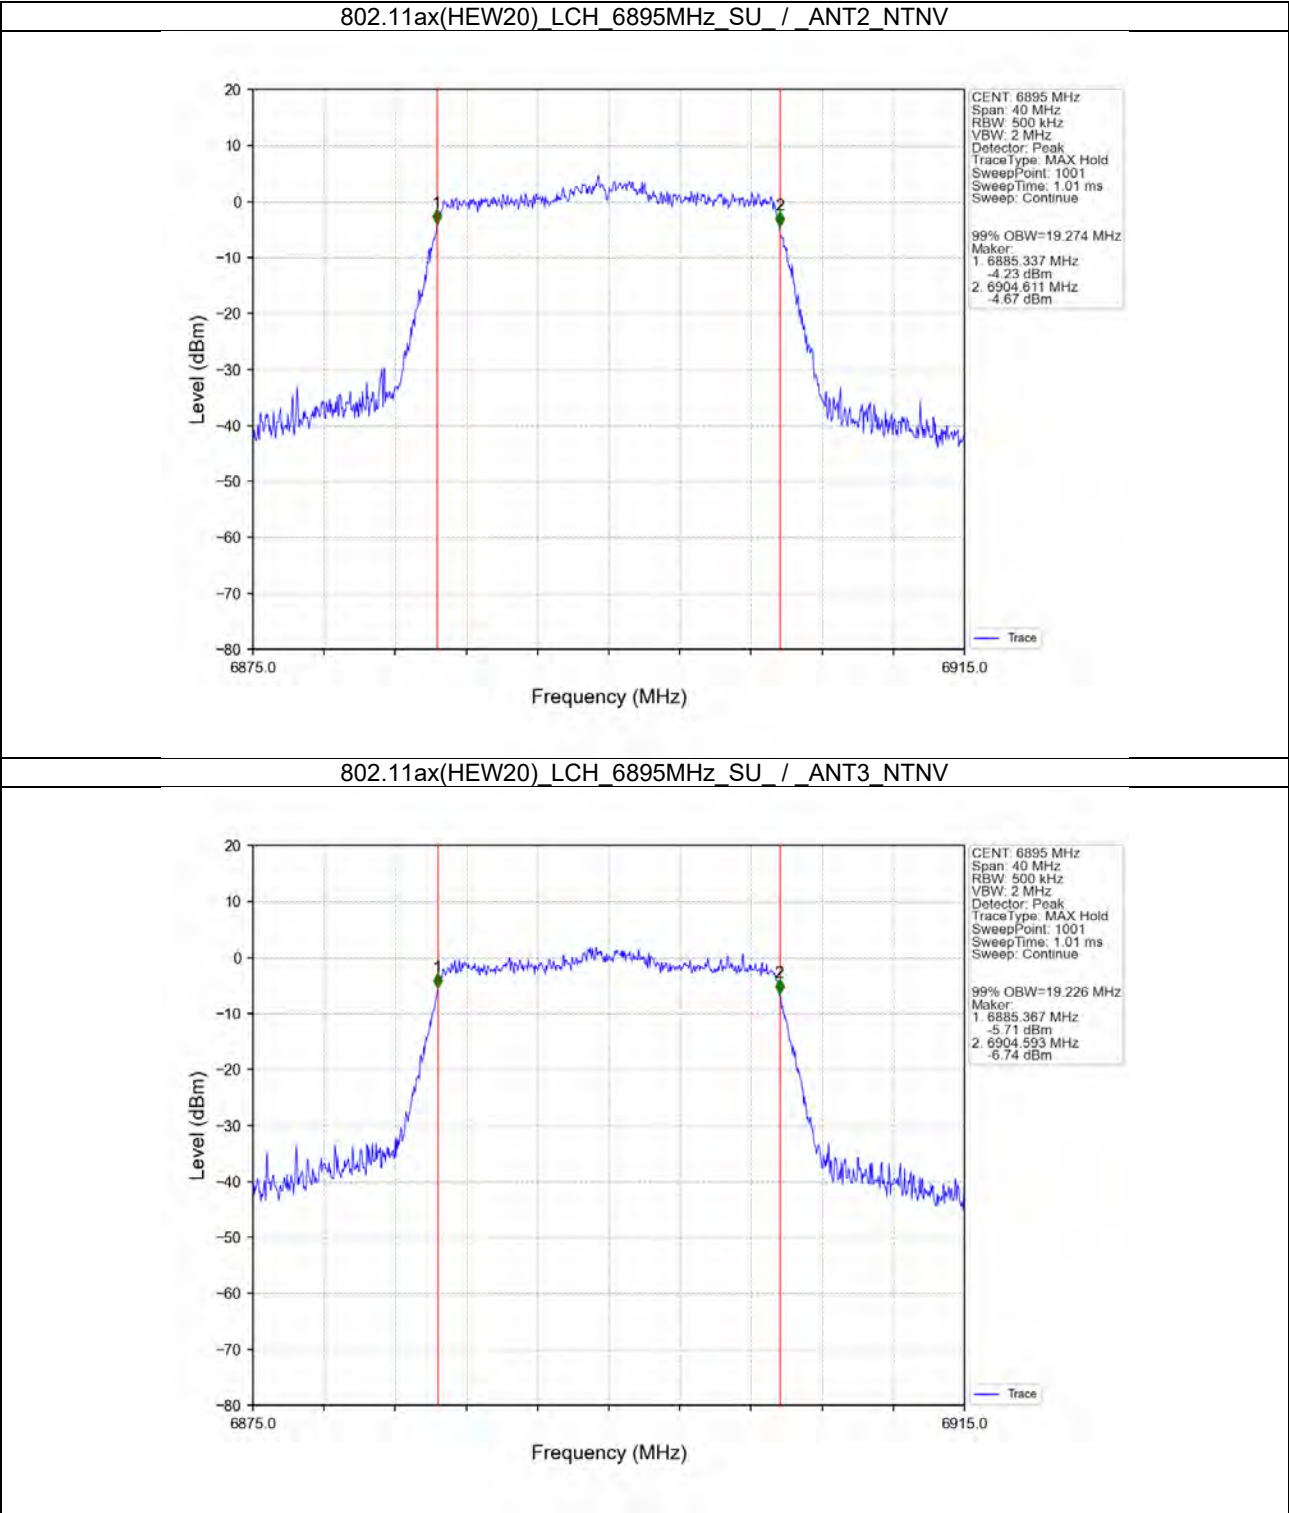 802.11ax(HEW20)_LCH_6895MHz_SU_ / _ANT2_NTNV
20
10
0
−10
−20
−30
−40
−50
−60
−70
−80
Level (dBm)
6875.0
6915.0
Frequency (MHz)
1
2
CENT: 6895 MHz
Span: 40 MHz
RBW: 500 kHz
VBW: 2 MHz
Detector: Peak
TraceType: MAX Hold
SweepPoint: 1001
SweepTime: 1.01 ms
Sweep: Continue
99% OBW=19.274 MHz
Maker:
1. 6885.337 MHz
-4.23 dBm
2. 6904.611 MHz
-4.67 dBm
Trace
802.11ax(HEW20)_LCH_6895MHz_SU_ / _ANT3_NTNV
20
10
0
−10
−20
−30
−40
−50
−60
−70
−80
Level (dBm)
6875.0
6915.0
Frequency (MHz)
1
2
CENT: 6895 MHz
Span: 40 MHz
RBW: 500 kHz
VBW: 2 MHz
Detector: Peak
TraceType: MAX Hold
SweepPoint: 1001
SweepTime: 1.01 ms
Sweep: Continue
99% OBW=19.226 MHz
Maker:
1. 6885.367 MHz
-5.71 dBm
2. 6904.593 MHz
-6.74 dBm
Trace